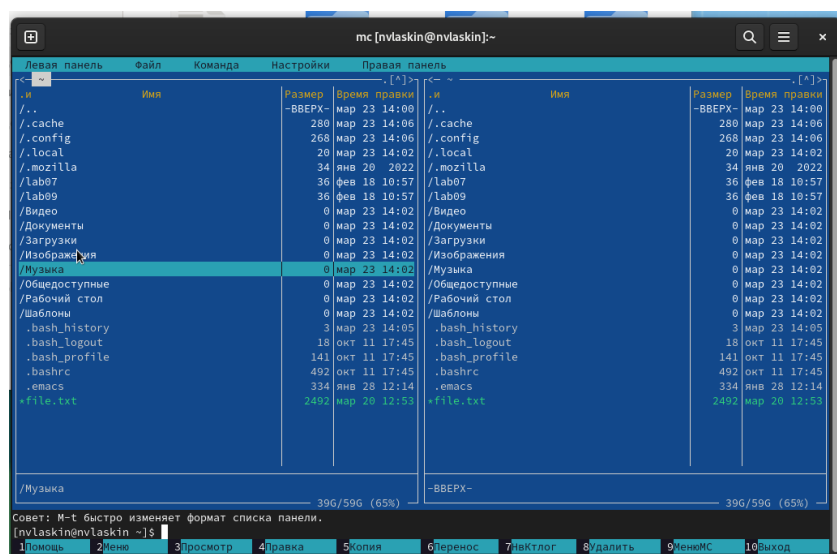 mc [nvlaskin@nvlaskin]:~
Левая панель Файл Команда Настройки Правая панель
<— ~ .[^]> <— ~ .[^]>
.и Имя Размер Время правки .и Имя Размер Время правки
/.. -ВВЕРХ- мар 23 14:00 /.. -ВВЕРХ- мар 23 14:00
/.cache 280 мар 23 14:06 /.cache 280 мар 23 14:06
/.config 268 мар 23 14:06 /.config 268 мар 23 14:06
/.local 20 мар 23 14:02 /.local 20 мар 23 14:02
/.mozilla 34 янв 20 2022 /.mozilla 34 янв 20 2022
/lab07 36 фев 18 10:57 /lab07 36 фев 18 10:57
/lab09 36 фев 18 10:57 /lab09 36 фев 18 10:57
/Видео 0 мар 23 14:02 /Видео 0 мар 23 14:02
/Документы 0 мар 23 14:02 /Документы 0 мар 23 14:02
/Загрузки 0 мар 23 14:02 /Загрузки 0 мар 23 14:02
/Изображения 0 мар 23 14:02 /Изображения 0 мар 23 14:02
/Музыка 0 мар 23 14:02 /Музыка 0 мар 23 14:02
/Общедоступные 0 мар 23 14:02 /Общедоступные 0 мар 23 14:02
/Рабочий стол 0 мар 23 14:02 /Рабочий стол 0 мар 23 14:02
/Шаблоны 0 мар 23 14:02 /Шаблоны 0 мар 23 14:02
.bash_history 3 мар 23 14:05 .bash_history 3 мар 23 14:05
.bash_logout 18 окт 11 17:45 .bash_logout 18 окт 11 17:45
.bash_profile 141 окт 11 17:45 .bash_profile 141 окт 11 17:45
.bashrc 492 окт 11 17:45 .bashrc 492 окт 11 17:45
.emacs 334 янв 28 12:14 .emacs 334 янв 28 12:14
*file.txt 2492 мар 20 12:53 *file.txt 2492 мар 20 12:53
/Музыка -ВВЕРХ-
39G/59G (65%) 39G/59G (65%)
Совет: M-t быстро изменяет формат списка панели.
[nvlaskin@nvlaskin ~]$
1Помощь 2Меню 3Просмотр 4Правка 5Копия 6Перенос 7НвКтлог 8Удалить 9МенюМС 10Выход